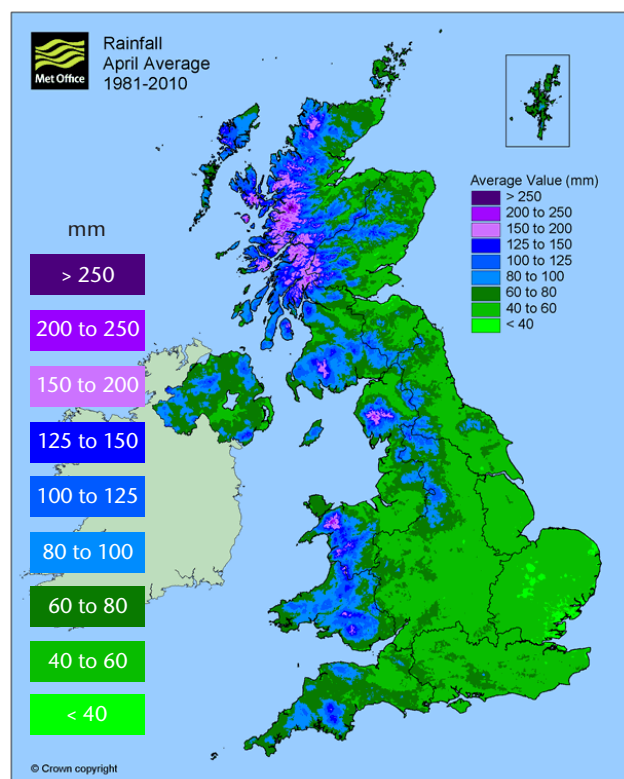 Met Office
Rainfall
April Average
1981-2010
Average Value (mm)
> 250
200 to 250
150 to 200
125 to 150
100 to 125
80 to 100
60 to 80
40 to 60
< 40
mm
> 250
200 to 250
150 to 200
125 to 150
100 to 125
80 to 100
60 to 80
40 to 60
< 40
© Crown copyright